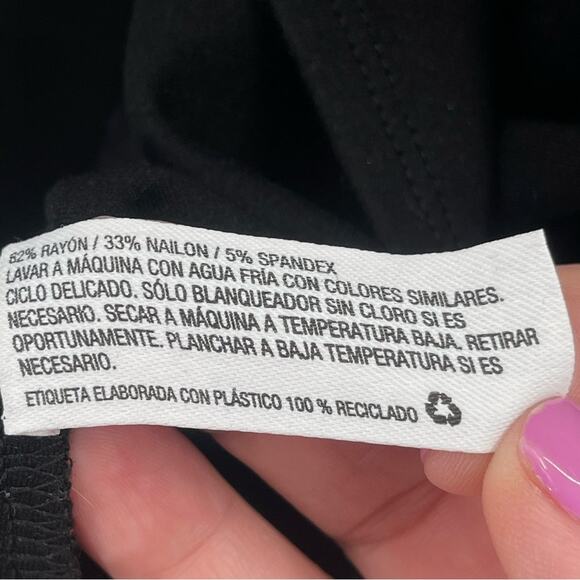 62% RAYÓN / 33% NAILON / 5% SPANDEX
LAVAR A MÁQUINA CON AGUA FRÍA CON COLORES SIMILARES.
CICLO DELICADO. SÓLO BLANQUEADOR SIN CLORO SI ES
NECESARIO. SECAR A MÁQUINA A TEMPERATURA BAJA. RETIRAR
OPORTUNAMENTE. PLANCHAR A BAJA TEMPERATURA SI ES
NECESARIO.
ETIQUETA ELABORADA CON PLÁSTICO 100 % RECICLADO